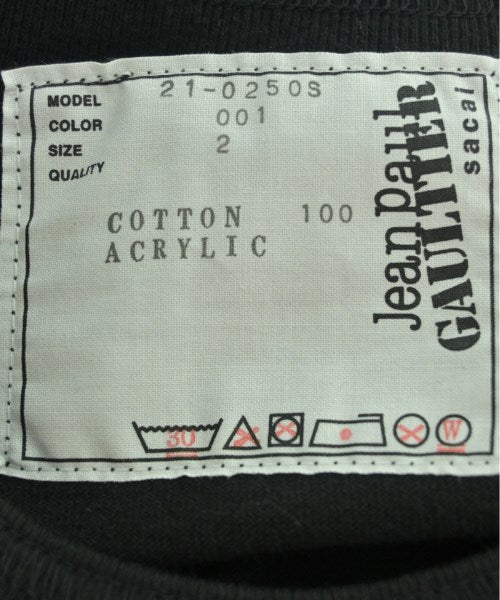 MODEL 21-0250S
COLOR 001
SIZE 2
QUALITY
COTTON 100
ACRYLIC
Jean Paul
GAULTIER
sacai
30
W